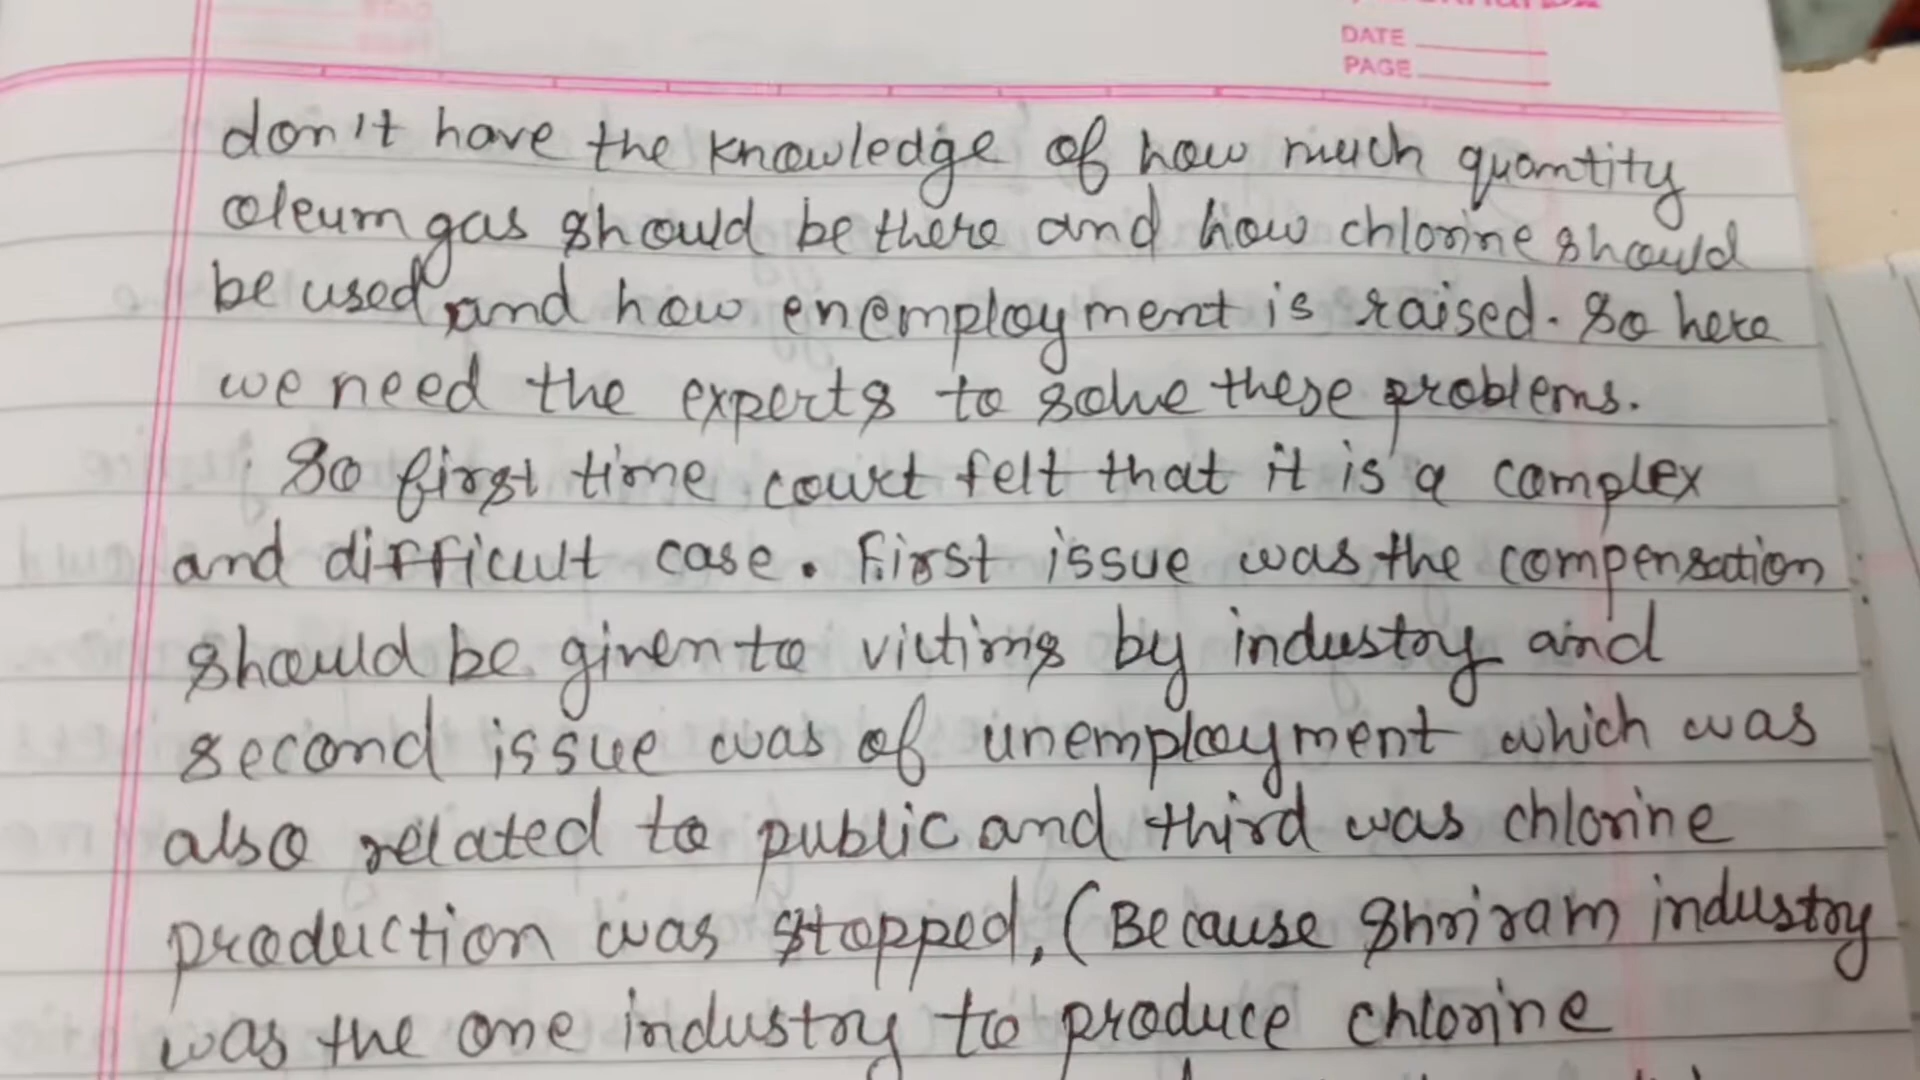 DATE
PAGE
don't have the knowledge of how much quantity
oleum gas should be there and how chlorine should
be used and how enemployment is raised. So here
we need the experts to solve these problems.
So first time court felt that it is a complex
and difficult case. First issue was the compensation
should be given to victims by industry and
second issue was of unemployment which was
also related to public and third was chlorine
production was stopped. (Because Shriram industry
was the one industry to produce chlorine